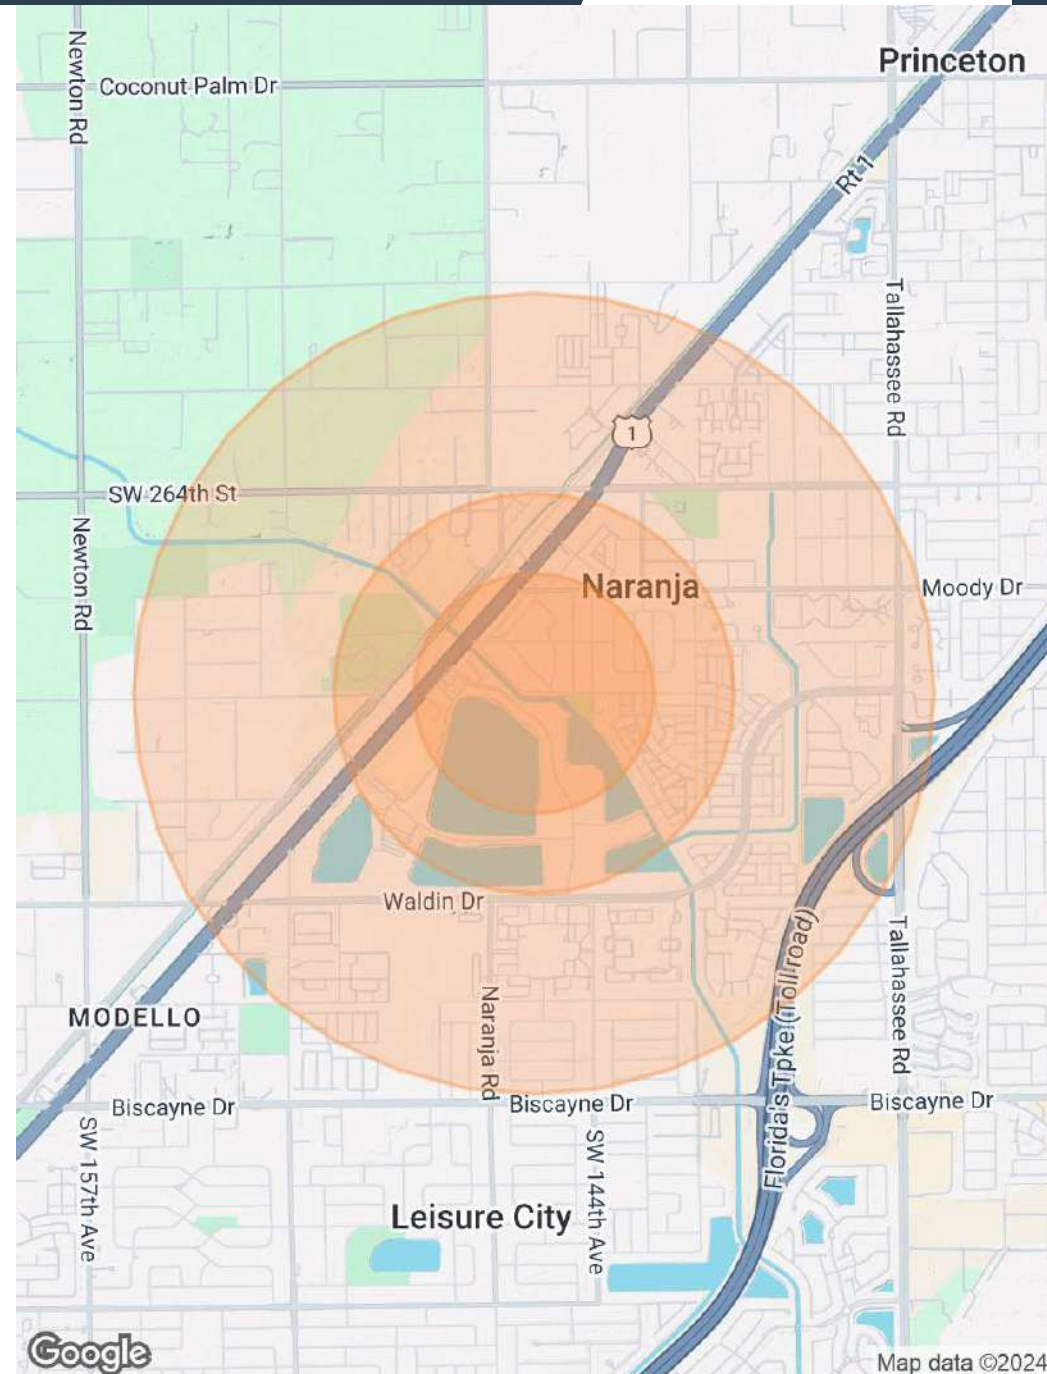 Princeton
Newton Rd
Coconut Palm Dr
Rt 1
Tallahassee Rd
1
SW 264th St
Newton Rd
Naranja
Moody Dr
Waldin Dr
Tallahassee Rd
MODELLO
Naranja Rd
Florida's Tpke (Toll road)
Biscayne Dr
Biscayne Dr
Biscayne Dr
SW 157th Ave
SW 144th Ave
Leisure City
Google
Map data ©2024